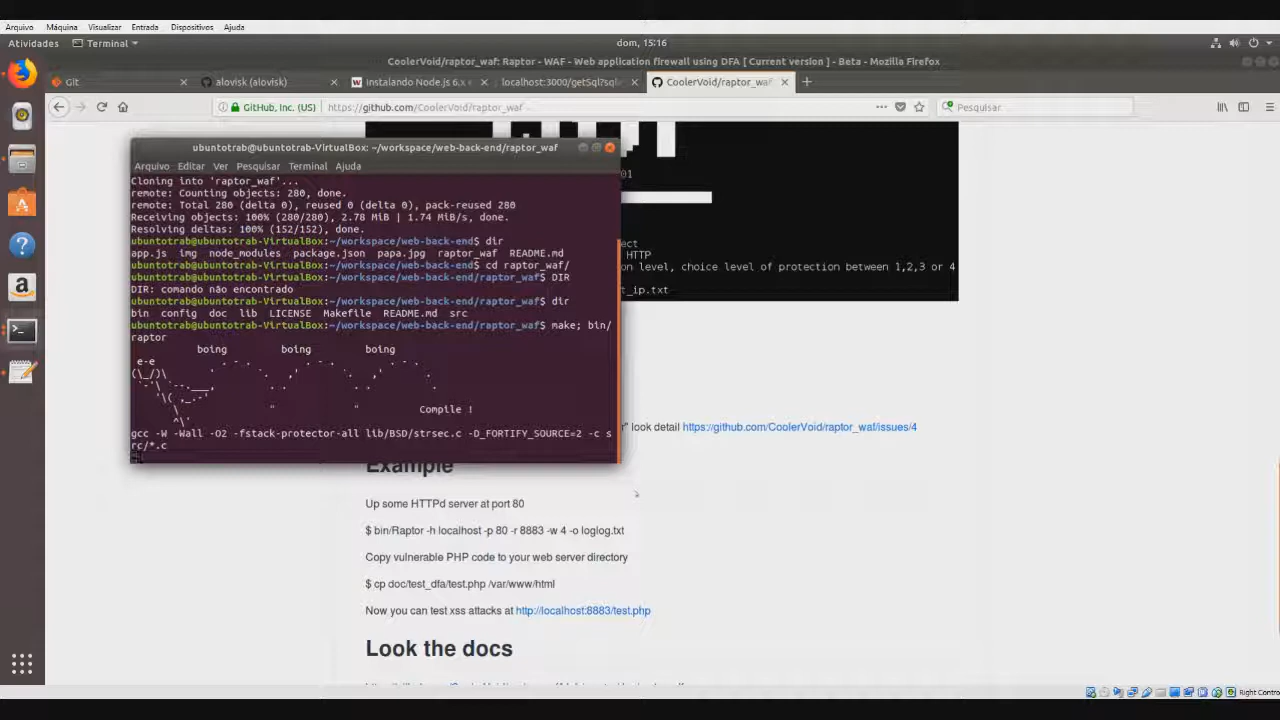 Arquivo Máquina Visualizar Entrada Dispositivos Ajuda
Atividades Terminal dom, 15:16
CoolerVoid/raptor_waf: Raptor - WAF - Web application firewall using DFA [ Current version ] - Beta - Mozilla Firefox
Git alovisk (alovisk) Instalando Node.js 6.x localhost:3000/getSql?sql= CoolerVoid/raptor_waf
GitHub, Inc. (US) https://github.com/CoolerVoid/raptor_waf Pesquisar
ubuntotrab@ubuntotrab-VirtualBox: ~/workspace/web-back-end/raptor_waf
Arquivo Editar Ver Pesquisar Terminal Ajuda
Cloning into 'raptor_waf'...
remote: Counting objects: 280, done.
remote: Total 280 (delta 0), reused 0 (delta 0), pack-reused 280
Receiving objects: 100% (280/280), 2.78 MiB | 1.74 MiB/s, done.
Resolving deltas: 100% (152/152), done.
ubuntotrab@ubuntotrab-VirtualBox:~/workspace/web-back-end$ dir
app.js img node_modules package.json papa.jpg raptor_waf README.md
ubuntotrab@ubuntotrab-VirtualBox:~/workspace/web-back-end$ cd raptor_waf/
ubuntotrab@ubuntotrab-VirtualBox:~/workspace/web-back-end/raptor_waf$ DIR
DIR: comando não encontrado
ubuntotrab@ubuntotrab-VirtualBox:~/workspace/web-back-end/raptor_waf$ dir
bin config doc lib LICENSE Makefile README.md src
ubuntotrab@ubuntotrab-VirtualBox:~/workspace/web-back-end/raptor_waf$ make; bin/
raptor
boing boing boing
e-e
Compile !
gcc -W -Wall -O2 -fstack-protector-all lib/BSD/strsec.c -D_FORTIFY_SOURCE=2 -c s
rc/*.c
01
ect
HTTP
on level, choice level of protection between 1,2,3 or 4
t_ip.txt
r" look detail https://github.com/CoolerVoid/raptor_waf/issues/4
Example
Up some HTTPd server at port 80
$ bin/Raptor -h localhost -p 80 -r 8883 -w 4 -o loglog.txt
Copy vulnerable PHP code to your web server directory
$ cp doc/test_dfa/test.php /var/www/html
Now you can test xss attacks at http://localhost:8883/test.php
Look the docs
Right Contro